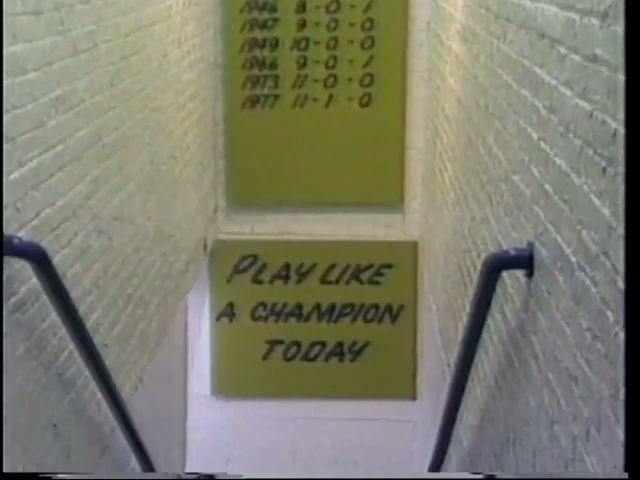 1946 8-0-1
1947 9-0-0
1949 10-0-0
1966 9-0-1
1973 11-0-0
1977 11-1-0
PLAY LIKE
A CHAMPION
TODAY